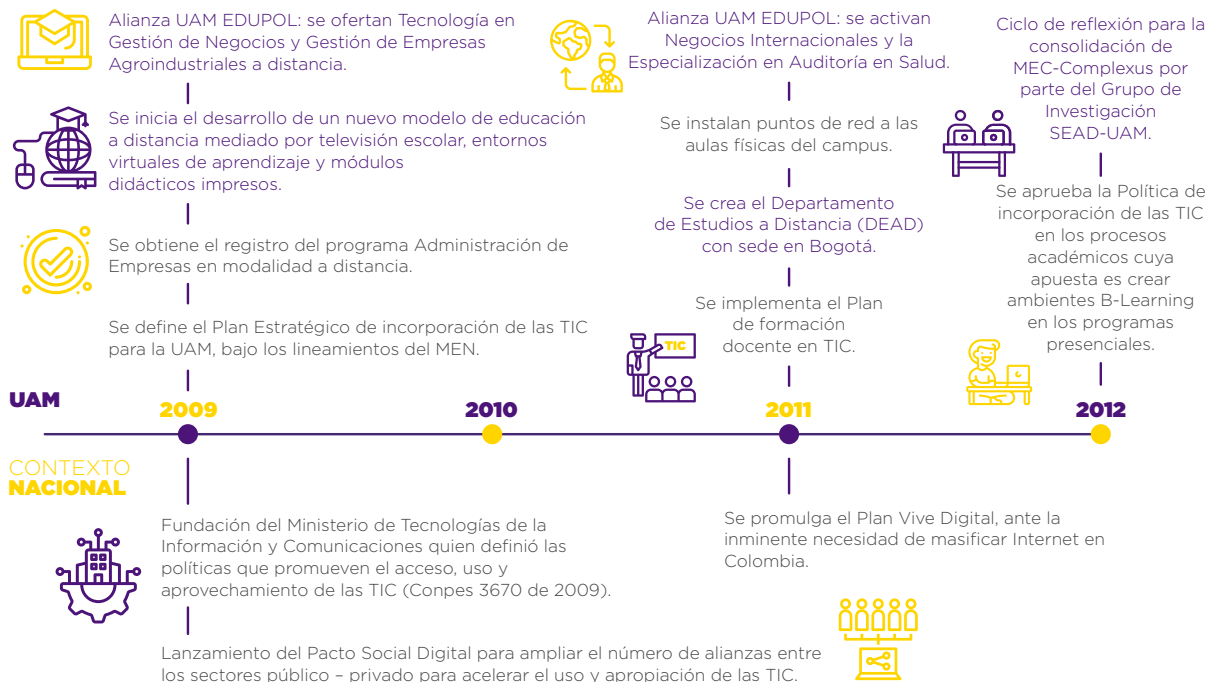 Alianza UAM EDUPOL: se ofertan Tecnología en
Gestión de Negocios y Gestión de Empresas
Agroindustriales a distancia.
Se inicia el desarrollo de un nuevo modelo de educación
a distancia mediado por televisión escolar, entornos
virtuales de aprendizaje y módulos
didácticos impresos.
Se obtiene el registro del programa Administración de
Empresas en modalidad a distancia.
Se define el Plan Estratégico de incorporación de las TIC
para la UAM, bajo los lineamientos del MEN.
Alianza UAM EDUPOL: se activan
Negocios Internacionales y la
Especialización en Auditoría en Salud.
Se instalan puntos de red a las
aulas físicas del campus.
Se crea el Departamento
de Estudios a Distancia (DEAD)
con sede en Bogotá.
Se implementa el Plan
de formación
docente en TIC.
TIC
Ciclo de reflexión para la
consolidación de
MEC-Complexus por
parte del Grupo de
Investigación
SEAD-UAM.
Se aprueba la Política de
incorporación de las TIC
en los procesos
académicos cuya
apuesta es crear
ambientes B-Learning
en los programas
presenciales.
UAM
2009
2010
2011
2012
CONTEXTO
NACIONAL
Fundación del Ministerio de Tecnologías de la
Información y Comunicaciones quien definió las
políticas que promueven el acceso, uso y
aprovechamiento de las TIC (Conpes 3670 de 2009).
Lanzamiento del Pacto Social Digital para ampliar el número de alianzas entre
los sectores público – privado para acelerar el uso y apropiación de las TIC.
Se promulga el Plan Vive Digital, ante la
inminente necesidad de masificar Internet en
Colombia.